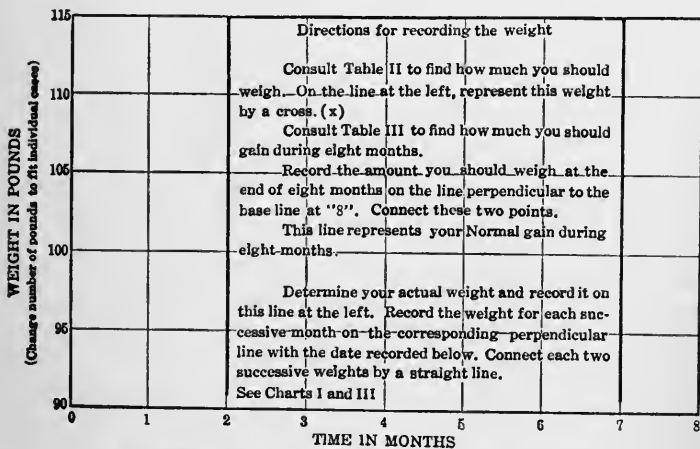 WEIGHT IN POUNDS
(Change number of pounds to fit individual cases)
115
110
105
100
95
90
Directions for recording the weight
Consult Table II to find how much you should
weigh. On the line at the left, represent this weight
by a cross. (x)
Consult Table III to find how much you should
gain during eight months.
Record the amount you should weigh at the
end of eight months on the line perpendicular to the
base line at "8". Connect these two points.
This line represents your Normal gain during
eight months.
Determine your actual weight and record it on
this line at the left. Record the weight for each suc-
cessive month on the corresponding perpendicular
line with the date recorded below. Connect each two
successive weights by a straight line.
See Charts I and III
0 1 2 3 4 5 6 7 8
TIME IN MONTHS